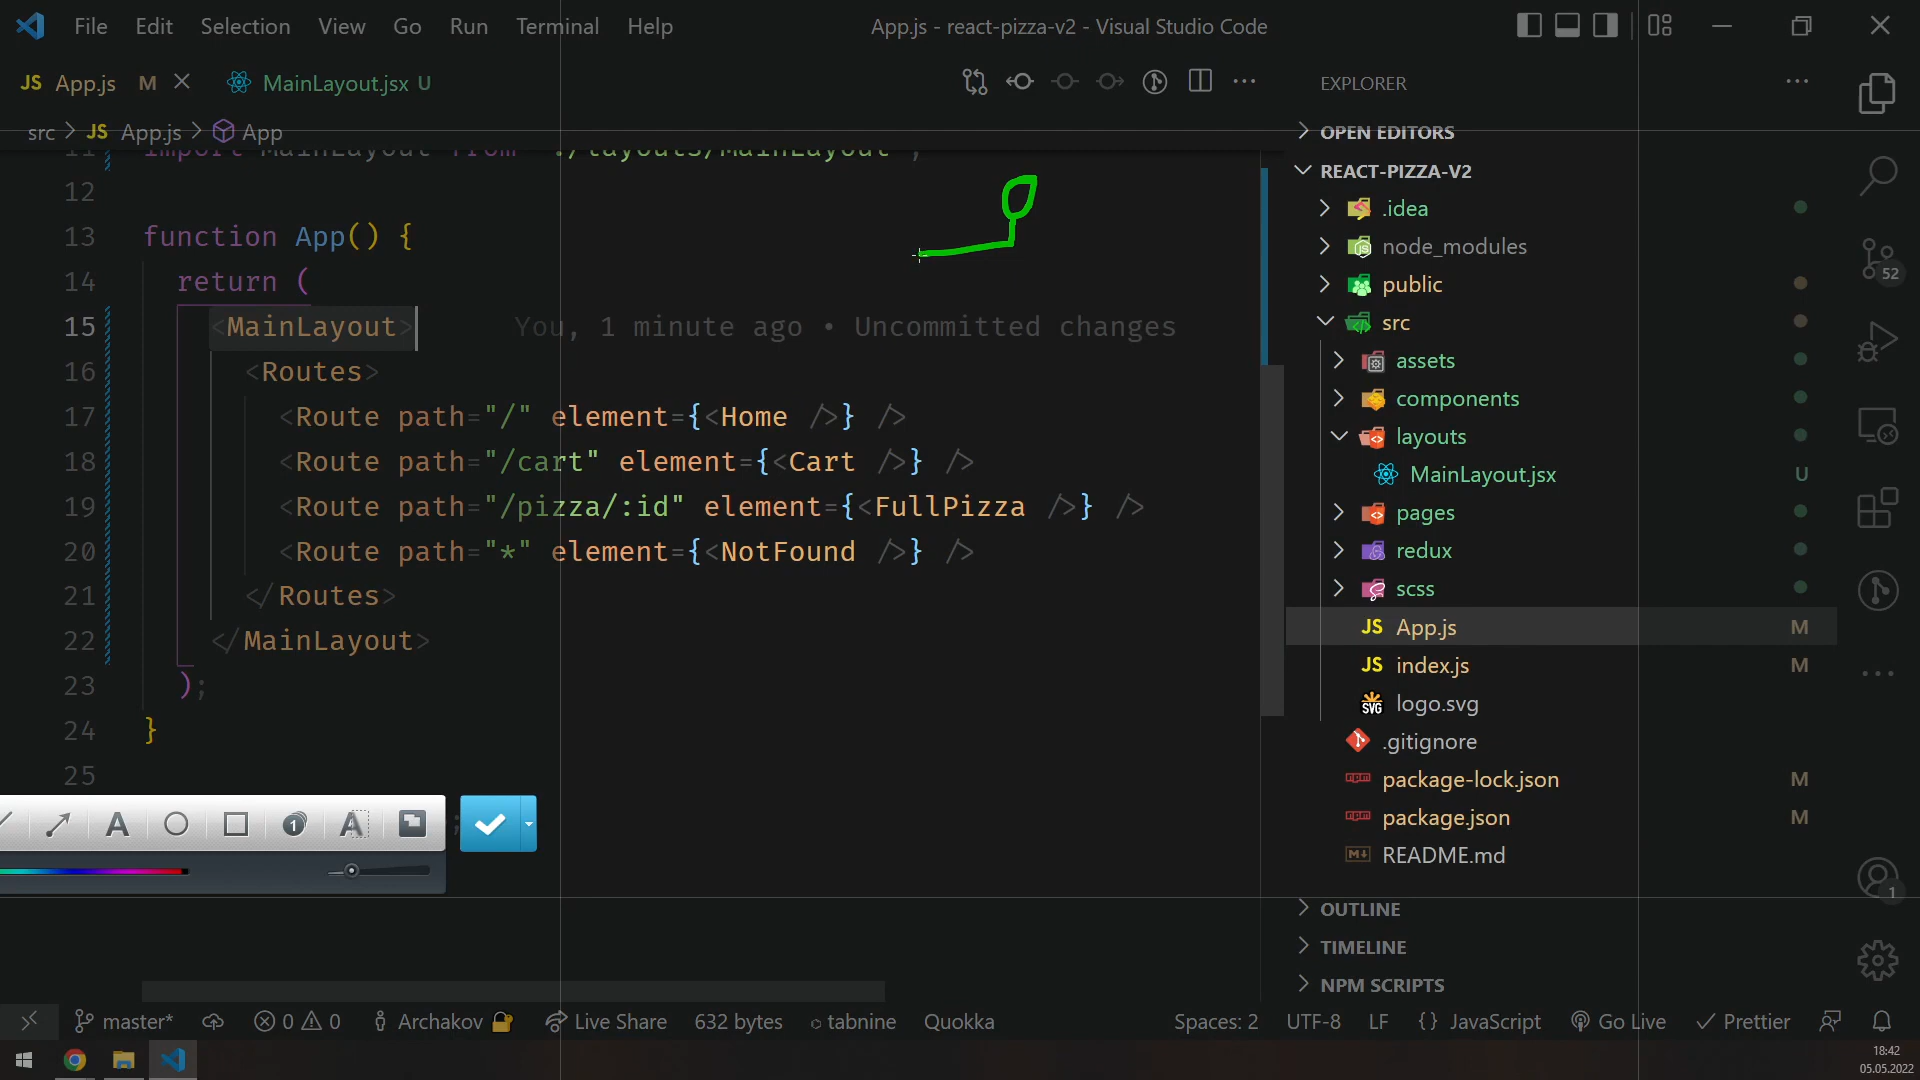 File Edit Selection View Go Run Terminal Help App.js - react-pizza-v2 - Visual Studio Code
JS App.js M MainLayout.jsx U
src > JS App.js > App
11 import MainLayout from './layouts/MainLayout';
12
13 function App() {
14 return (
15 <MainLayout> You, 1 minute ago • Uncommitted changes
16 <Routes>
17 <Route path="/" element={<Home />} />
18 <Route path="/cart" element={<Cart />} />
19 <Route path="/pizza/:id" element={<FullPizza />} />
20 <Route path="*" element={<NotFound />} />
21 </Routes>
22 </MainLayout>
23 );
24 }
25
;
A 1 A
EXPLORER
OPEN EDITORS
REACT-PIZZA-V2
.idea
node_modules
public
src
assets
components
layouts
MainLayout.jsx U
pages
redux
scss
JS App.js M
JS index.js M
SVG logo.svg
.gitignore
package-lock.json M
package.json M
README.md
OUTLINE
TIMELINE
NPM SCRIPTS
52
1
master* 0 0 Archakov Live Share 632 bytes tabnine Quokka Spaces: 2 UTF-8 LF {} JavaScript Go Live Prettier
18:42
05.05.2022